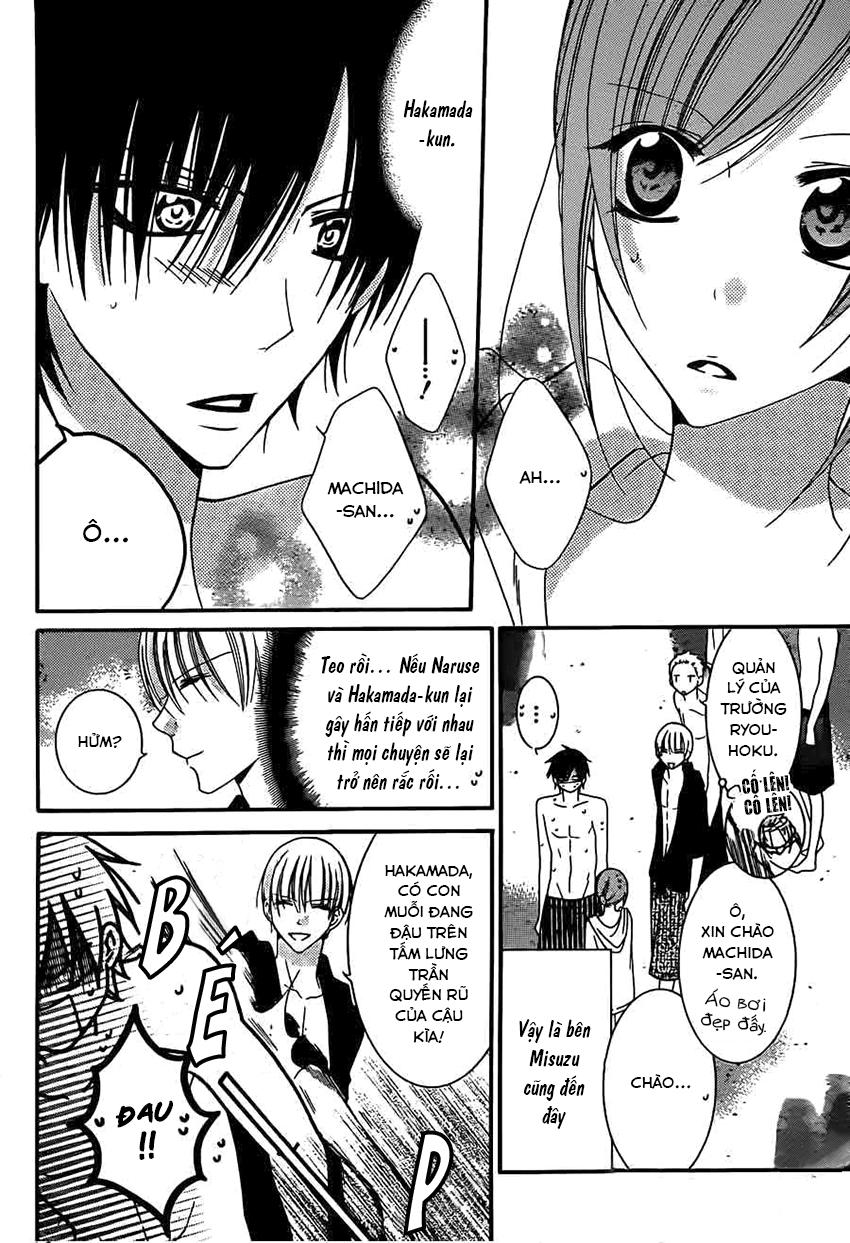 Hakamada
-kun.
AH...
...!
MACHIDA
-SAN...
Ô...
QUẢN
LÝ CỦA
TRƯỜNG
RYOU-
HOKU.
CỐ LÊN!
CỐ LÊN!
...
Ô,
XIN CHÀO
MACHIDA
-SAN.
ÁO BƠI
ĐẸP ĐẤY.
CHÀO...
Vậy là bên
Misuzu
cũng đến
đây
Teo rồi... Nếu Naruse
và Hakamada-kun lại
gây hấn tiếp với nhau
thì mọi chuyện sẽ lại
trở nên rắc rối...
HỬM?
HAKAMADA,
CÓ CON
MUỖI ĐANG
ĐẬU TRÊN
TẤM LƯNG
TRẦN
QUYẾN RŨ
CỦA CẬU
KÌA!
BÉP
ĐAU
!!